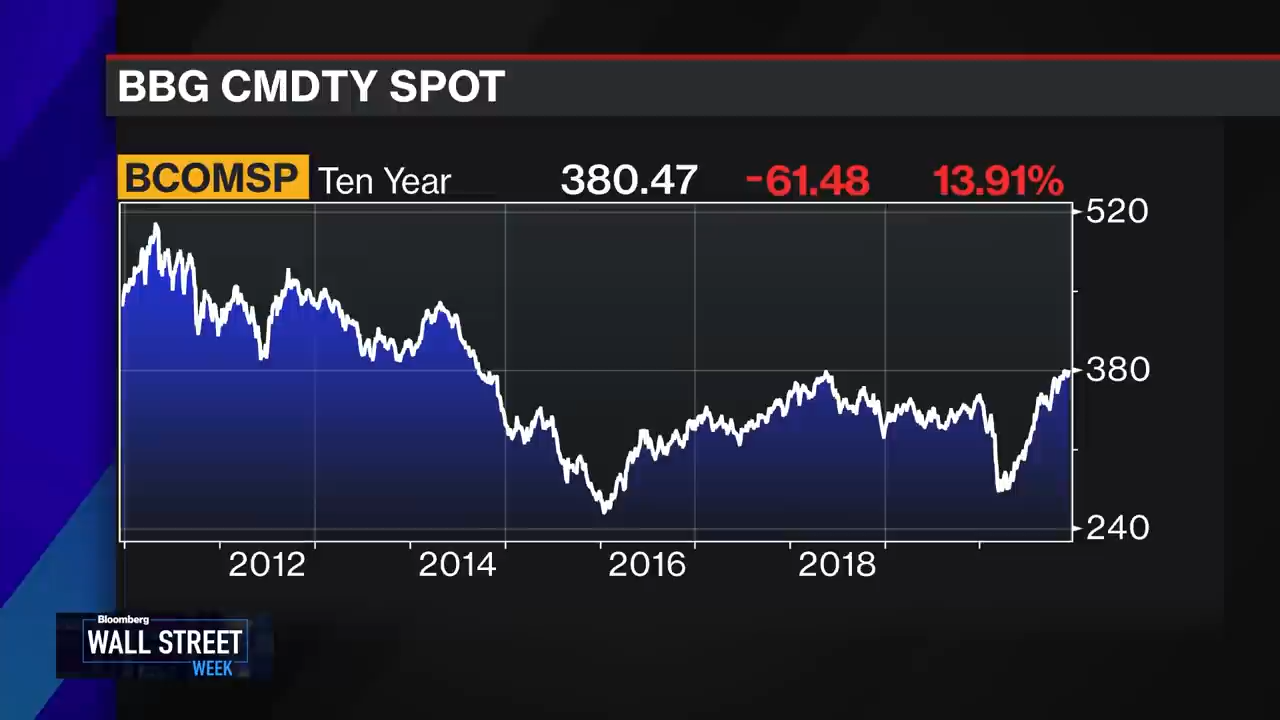 BBG CMDTY SPOT
BCOMSP Ten Year 380.47 -61.48 13.91%
520
380
240
2012 2014 2016 2018
Bloomberg
WALL STREET
WEEK